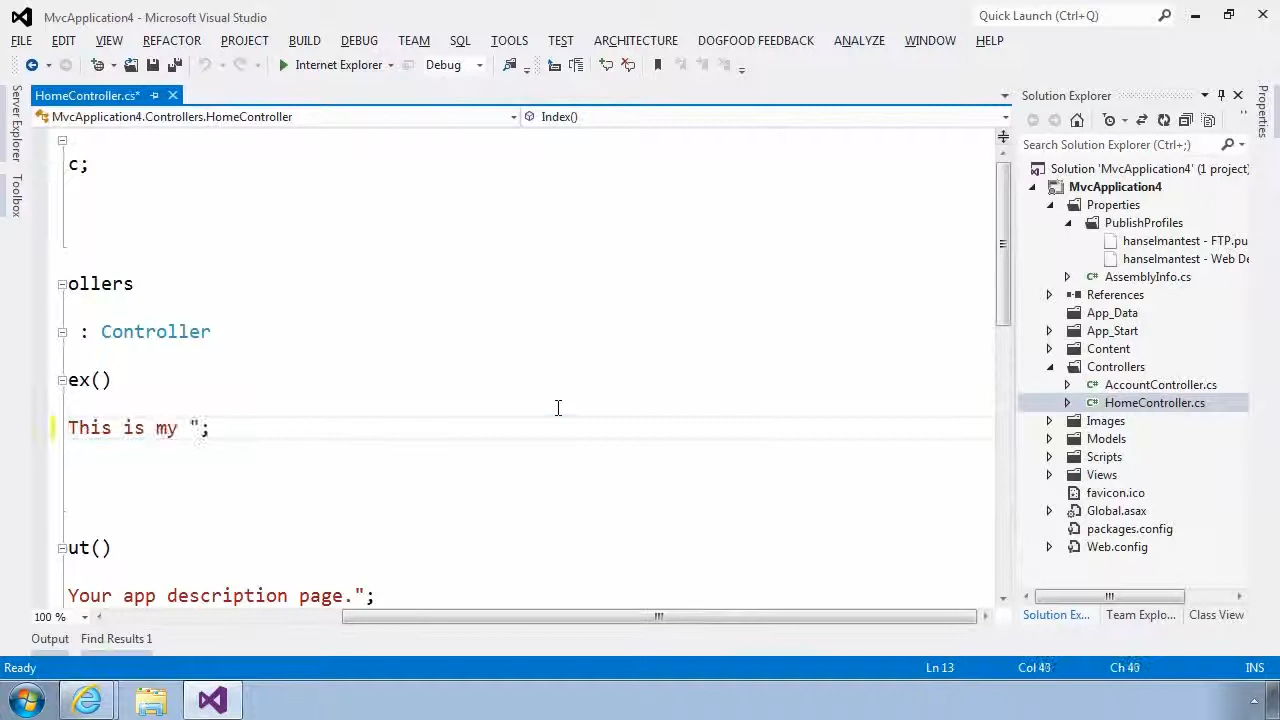 MvcApplication4 - Microsoft Visual Studio
Quick Launch (Ctrl+Q)
FILE EDIT VIEW REFACTOR PROJECT BUILD DEBUG TEAM SQL TOOLS TEST ARCHITECTURE DOGFOOD FEEDBACK ANALYZE WINDOW HELP
Internet Explorer Debug
Server Explorer
Toolbox
HomeController.cs*
MvcApplication4.Controllers.HomeController
Index()
c;
ollers
: Controller
ex()
This is my ";
ut()
Your app description page.";
100 %
Output Find Results 1
Solution Explorer
Search Solution Explorer (Ctrl+;)
Solution 'MvcApplication4' (1 project)
MvcApplication4
Properties
PublishProfiles
hanselmantest - FTP.pu
hanselmantest - Web De
AssemblyInfo.cs
References
App_Data
App_Start
Content
Controllers
AccountController.cs
HomeController.cs
Images
Models
Scripts
Views
favicon.ico
Global.asax
packages.config
Web.config
Solution Ex... Team Explo... Class View
Properties
Ready
Ln 13
Col 43
Ch 40
INS